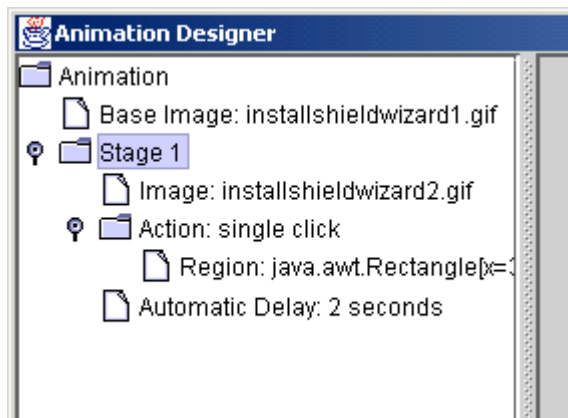 Animation Designer
Animation
Base Image: installshieldwizard1.gif
Stage 1
Image: installshieldwizard2.gif
Action: single click
Region: java.awt.Rectangle[x=
Automatic Delay: 2 seconds